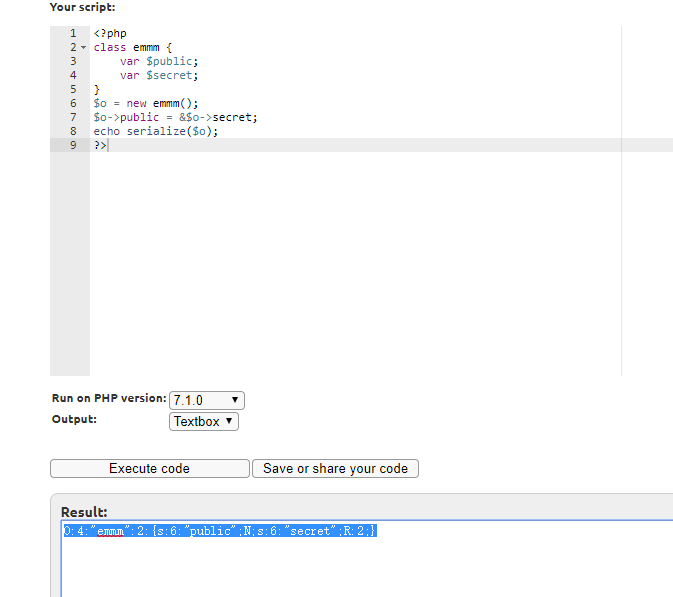 Your script:
1 <?php
2 class emmm {
3 var $public;
4 var $secret;
5 }
6 $o = new emmm();
7 $o->public = &$o->secret;
8 echo serialize($o);
9 ?>
Run on PHP version: 7.1.0
Output: Textbox
Execute code Save or share your code
Result:
O:4:"emmm":2:{s:6:"public";N;s:6:"secret";R:2;}